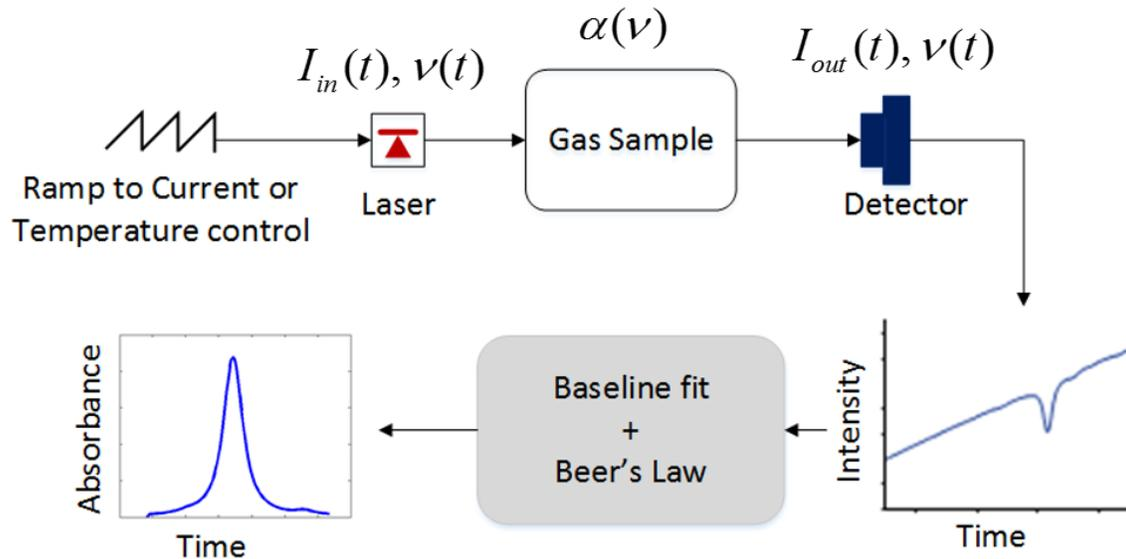 α(ν)
I_in(t), ν(t)
I_out(t), ν(t)
Gas Sample
Ramp to Current or
Temperature control
Laser
Detector
Absorbance
Time
Baseline fit
+
Beer's Law
Intensity
Time